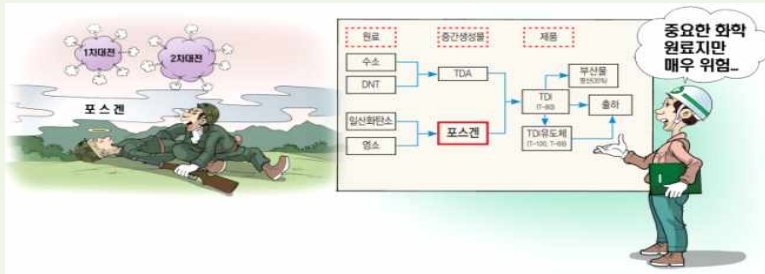 1차대전
2차대전
포스겐
원료
중간생성물
제품
수소
DNT
일산화탄소
염소
TDA
포스겐
TDI
(T-80)
TDI유도체
(T-100, T-65)
부산물
염산(35%)
출하
중요한 화학
원료지만
매우 위험...